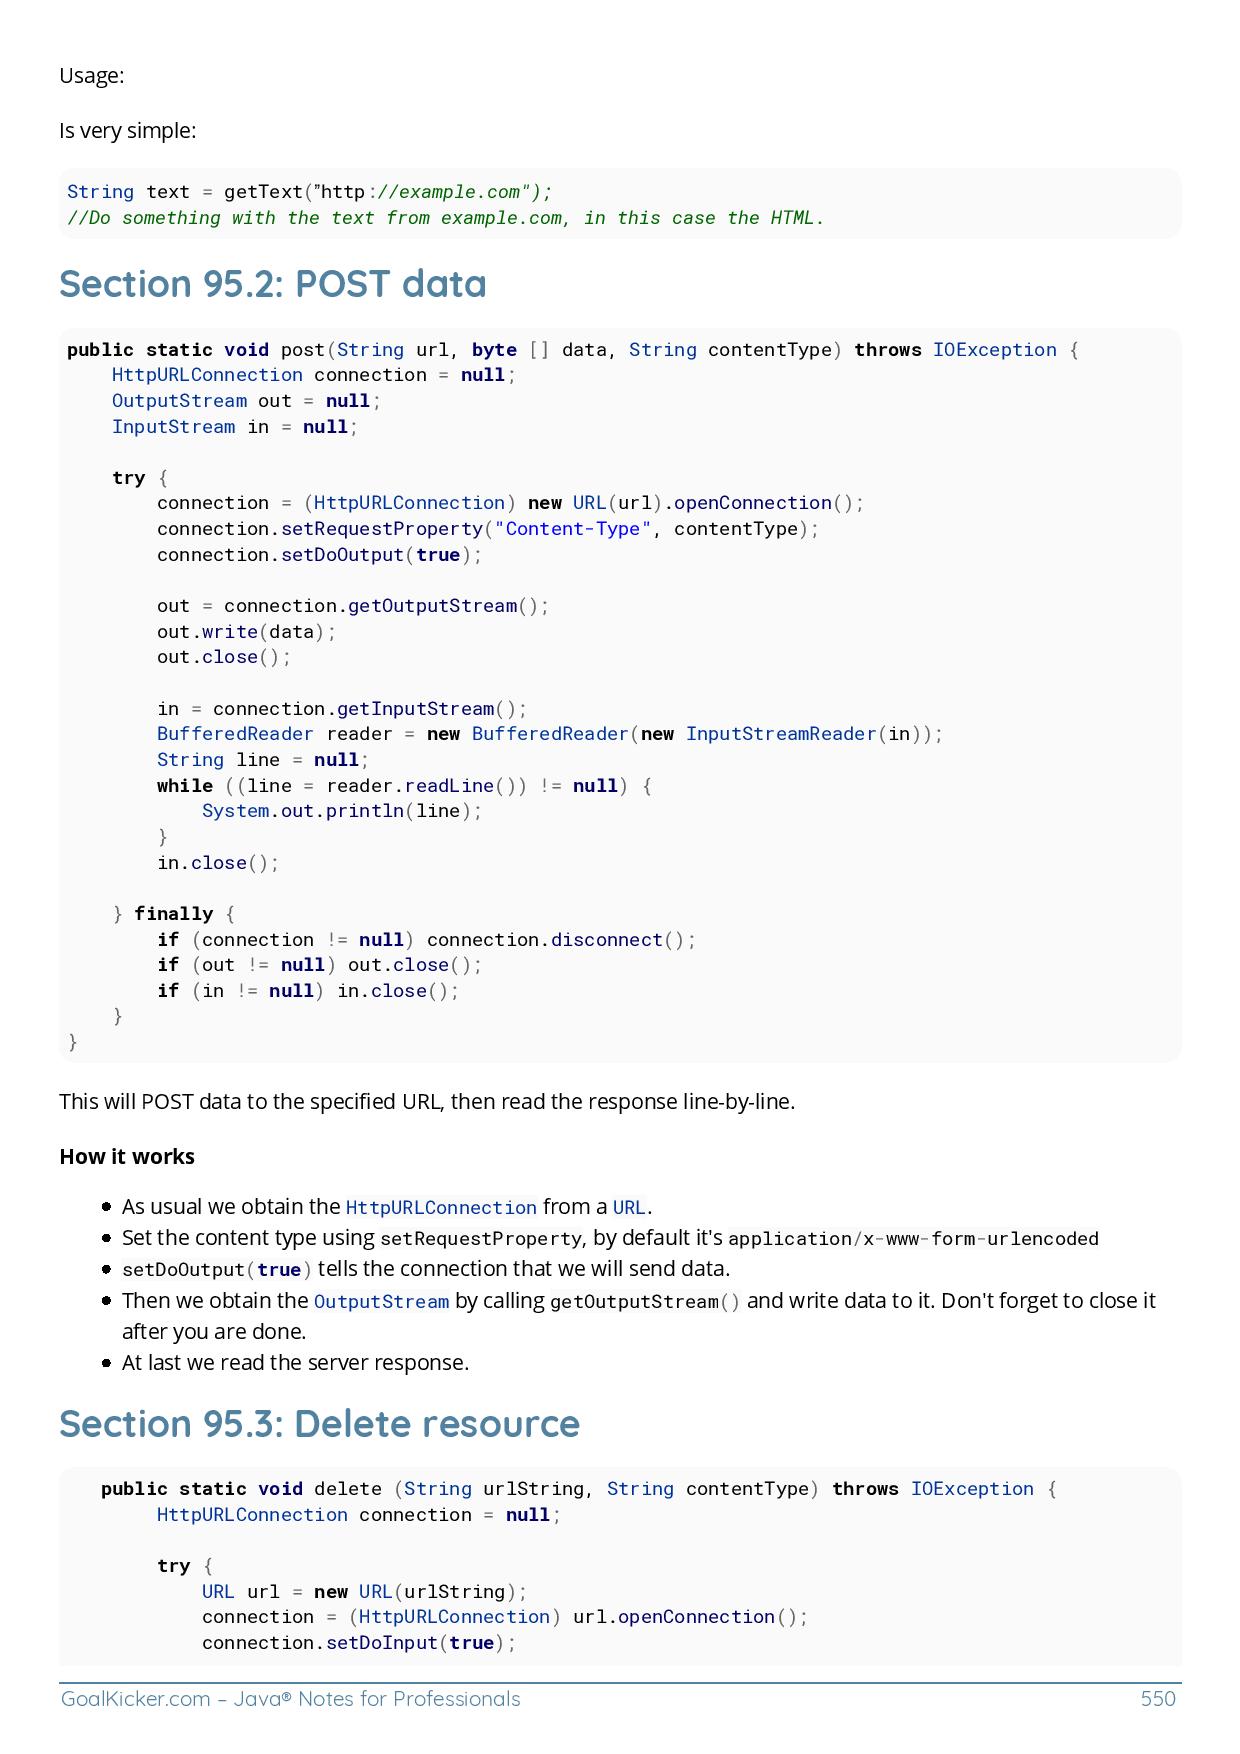 Usage:
Is very simple:
String text = getText(”http://example.com");
//Do something with the text from example.com, in this case the HTML.
Section 95.2: POST data
public static void post(String url, byte [] data, String contentType) throws IOException {
    HttpURLConnection connection = null;
    OutputStream out = null;
    InputStream in = null;
    try {
        connection = (HttpURLConnection) new URL(url).openConnection();
        connection.setRequestProperty("Content-Type", contentType);
        connection.setDoOutput(true);
        out = connection.getOutputStream();
        out.write(data);
        out.close();
        in = connection.getInputStream();
        BufferedReader reader = new BufferedReader(new InputStreamReader(in));
        String line = null;
        while ((line = reader.readLine()) != null) {
            System.out.println(line);
        }
        in.close();
    } finally {
        if (connection != null) connection.disconnect();
        if (out != null) out.close();
        if (in != null) in.close();
    }
}
This will POST data to the specified URL, then read the response line-by-line.
How it works
• As usual we obtain the HttpURLConnection from a URL.
• Set the content type using setRequestProperty, by default it's application/x-www-form-urlencoded
• setDoOutput(true) tells the connection that we will send data.
• Then we obtain the OutputStream by calling getOutputStream() and write data to it. Don't forget to close it
after you are done.
• At last we read the server response.
Section 95.3: Delete resource
public static void delete (String urlString, String contentType) throws IOException {
    HttpURLConnection connection = null;
    try {
        URL url = new URL(urlString);
        connection = (HttpURLConnection) url.openConnection();
        connection.setDoInput(true);
GoalKicker.com – Java® Notes for Professionals 550